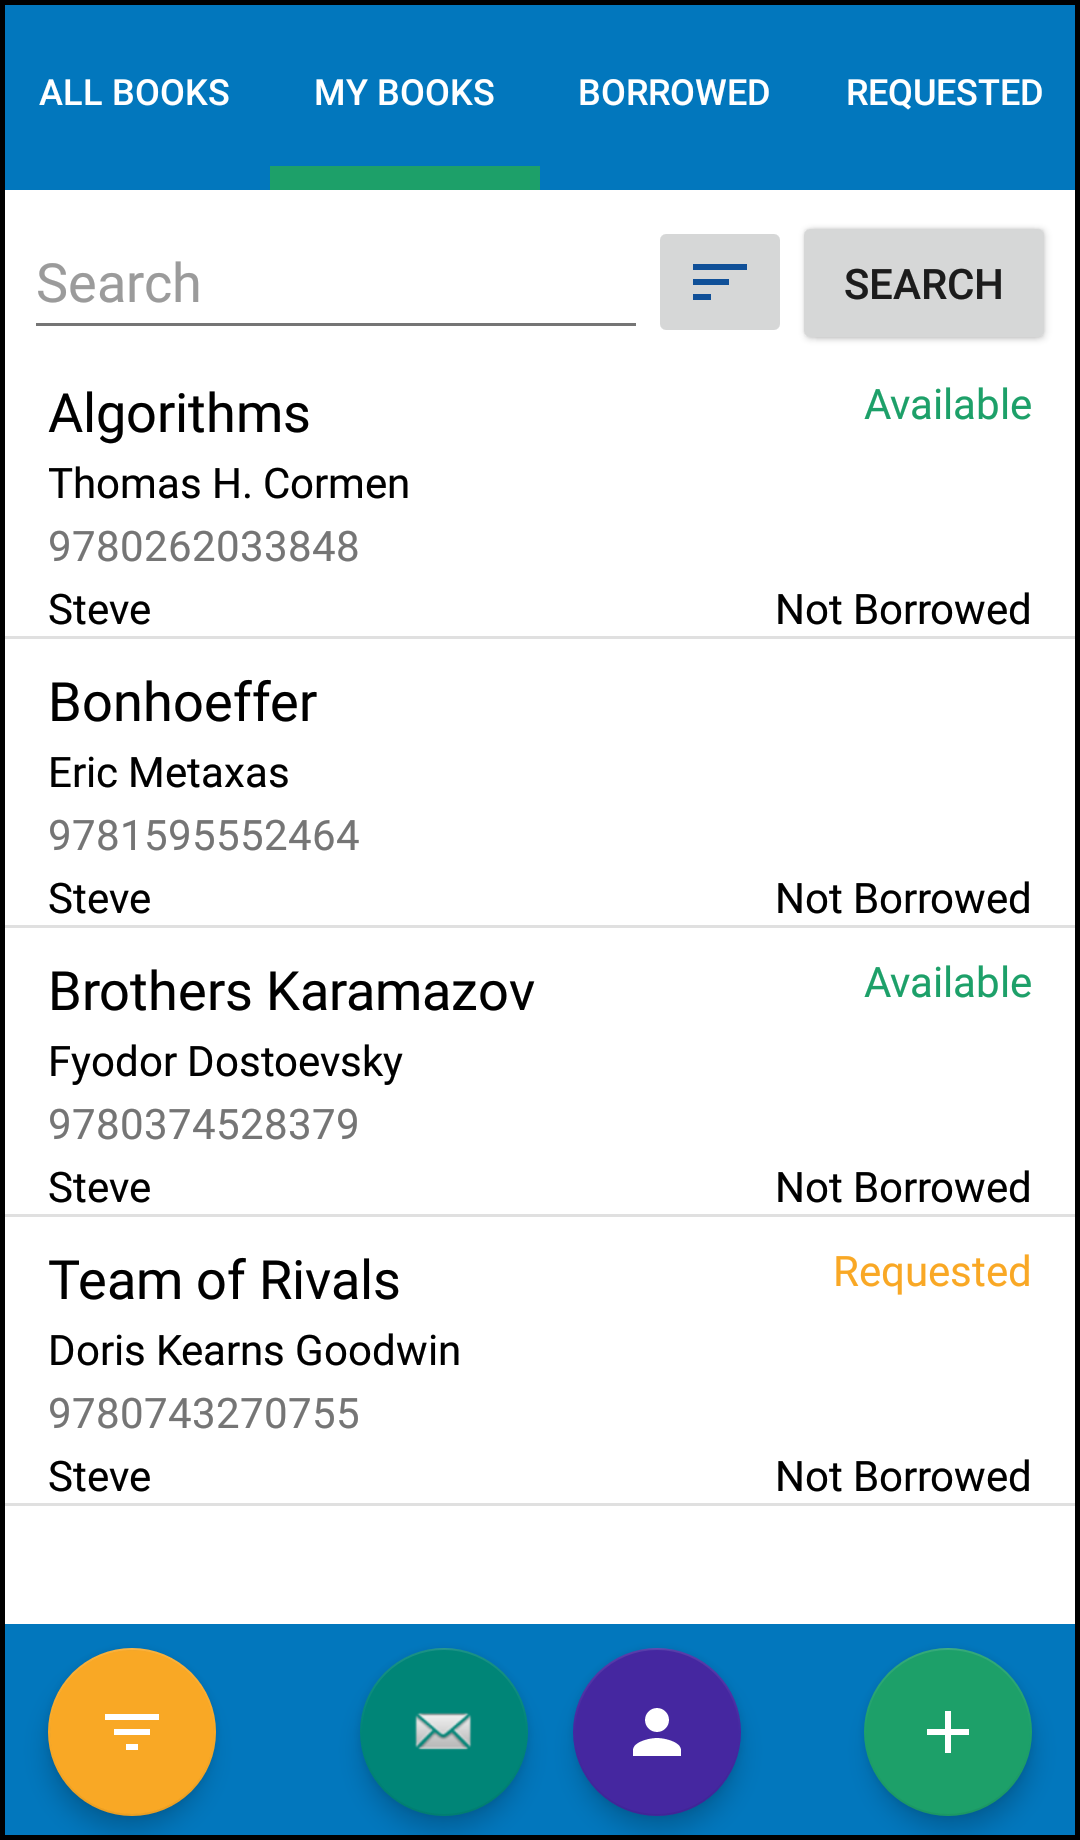 ALL BOOKS MY BOOKS BORROWED REQUESTED
Search SEARCH
Algorithms Available
Thomas H. Cormen
9780262033848
Steve Not Borrowed
Bonhoeffer
Eric Metaxas
9781595552464
Steve Not Borrowed
Brothers Karamazov Available
Fyodor Dostoevsky
9780374528379
Steve Not Borrowed
Team of Rivals Requested
Doris Kearns Goodwin
9780743270755
Steve Not Borrowed